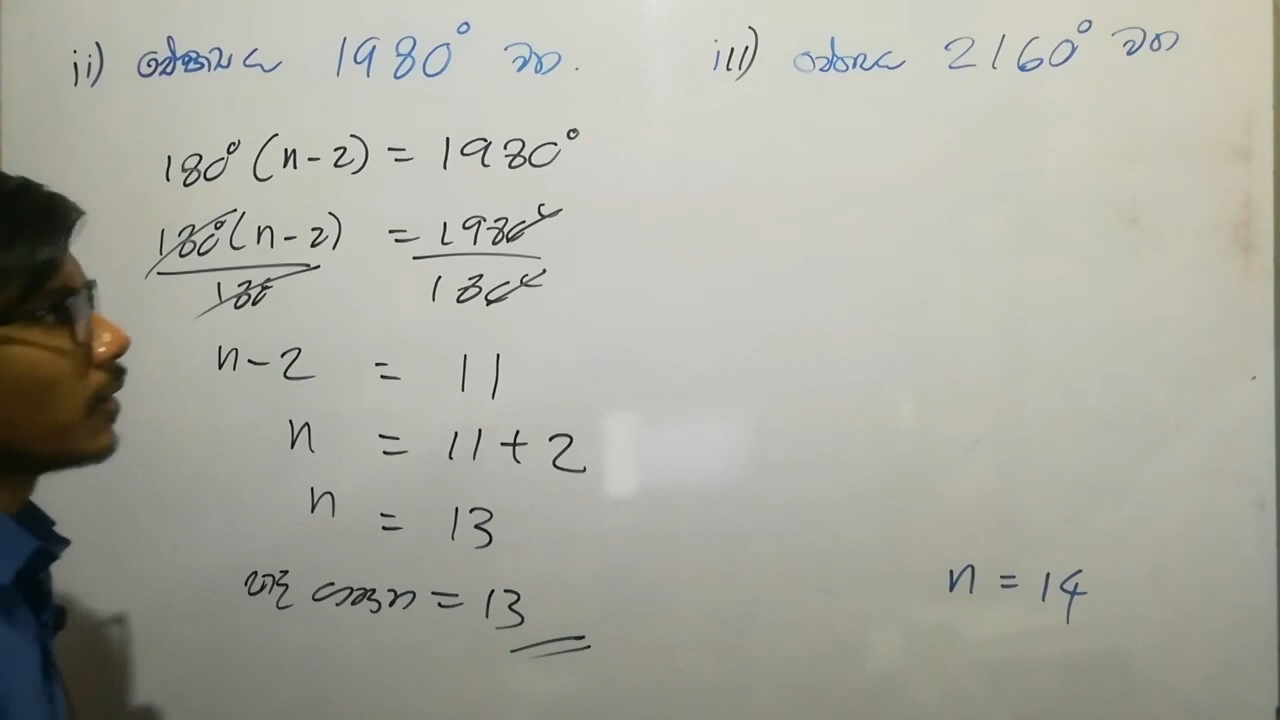 ii) ඓක්‍යය 1980° වන.
180°(n-2) = 1980°
180°(n-2) = 1980
180 180
n-2 = 11
n = 11+2
n = 13
පාද ගණන = 13
iii) ඓක්‍යය 2160° වන
n = 14